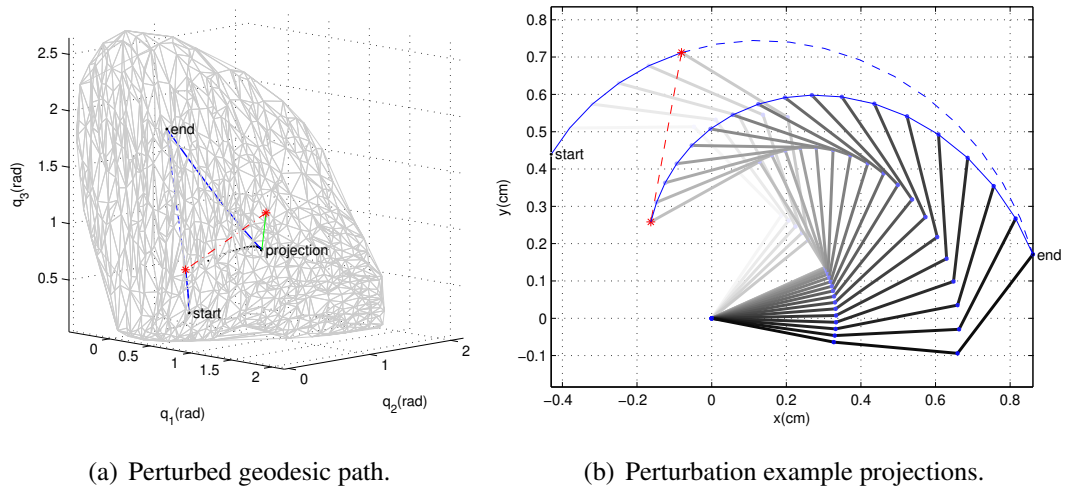 2.5
2
1.5
1
0.5
q3(rad)
end
projection
start
0
0.5
1
1.5
2
q1(rad)
0
1
2
q2(rad)
0.8
0.7
0.6
0.5
0.4
0.3
0.2
0.1
0
−0.1
y(cm)
start
end
−0.4
−0.2
0
0.2
0.4
0.6
0.8
x(cm)
(a) Perturbed geodesic path.
(b) Perturbation example projections.